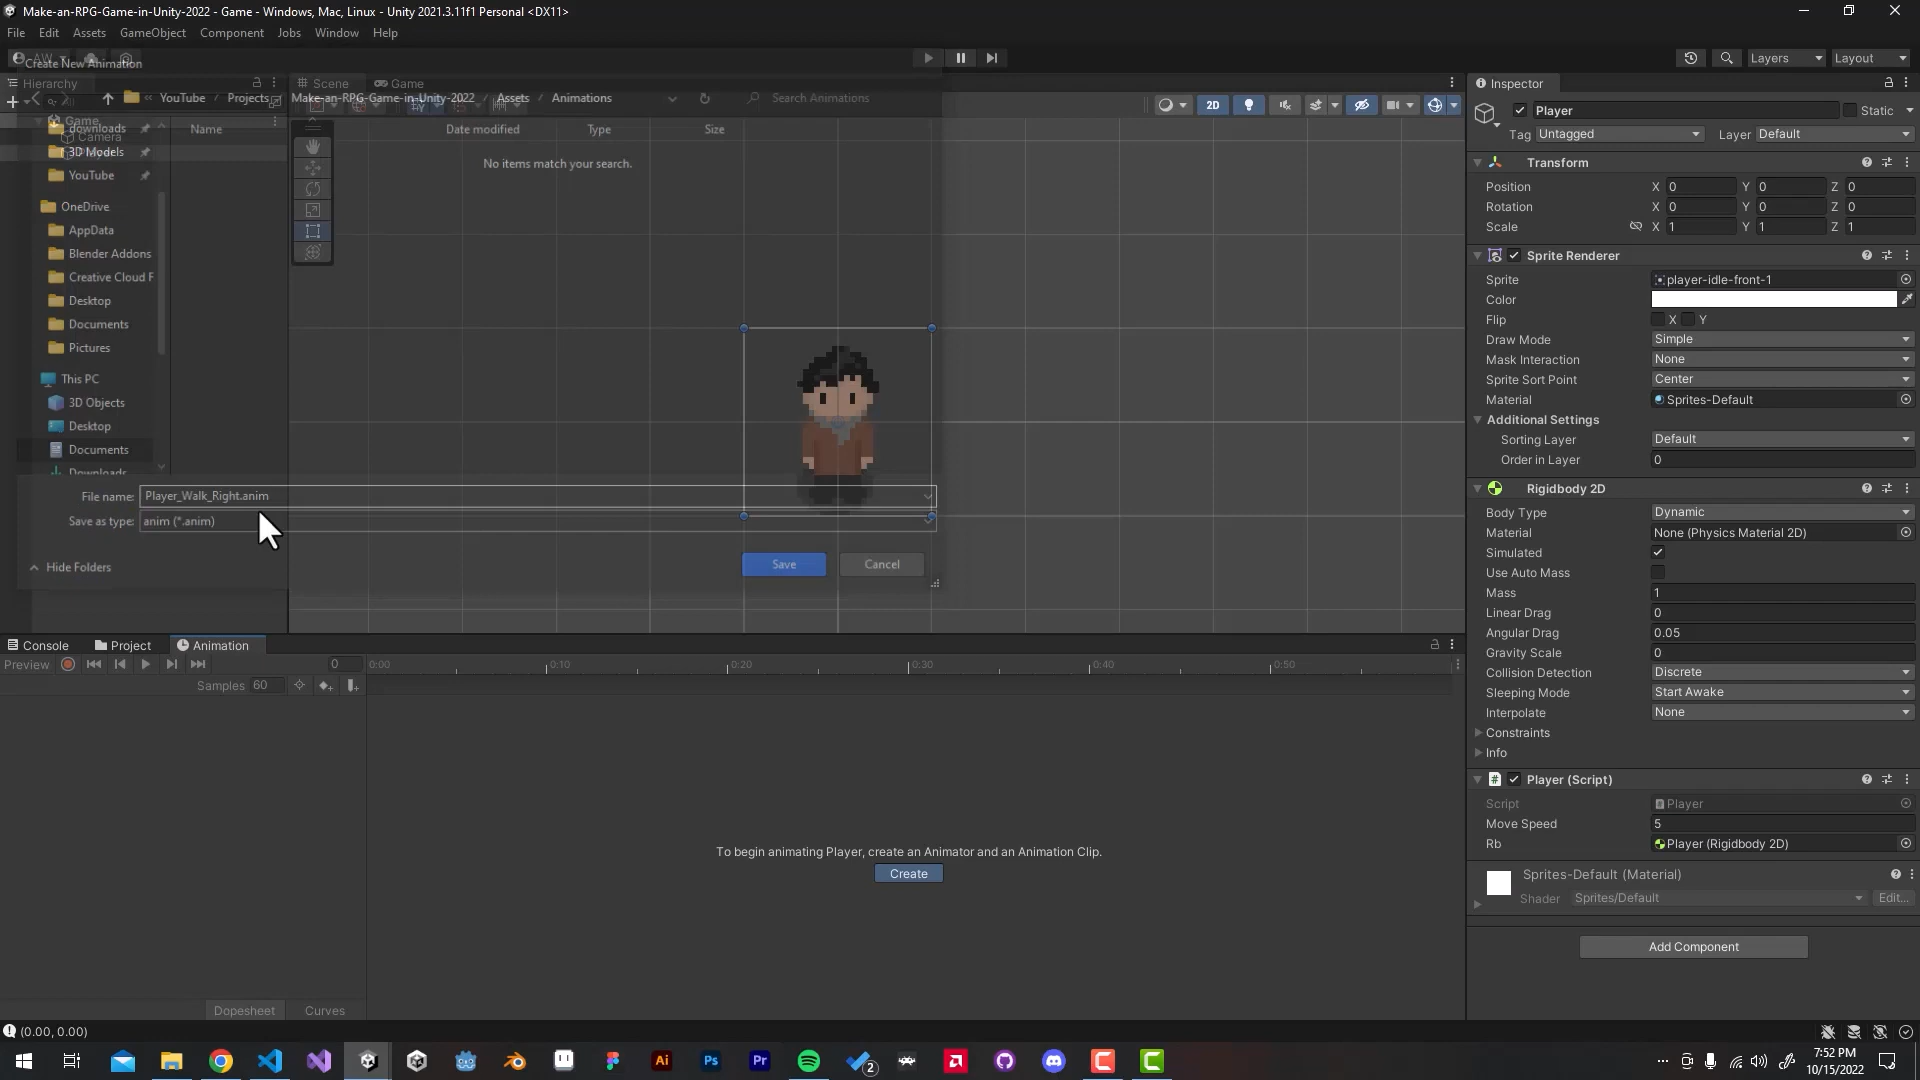 Make-an-RPG-Game-in-Unity-2022 - Game - Windows, Mac, Linux - Unity 2021.3.11f1 Personal <DX11>
File Edit Assets GameObject Component Jobs Window Help
Create New Animation
Layers Layout
Hierarchy
Scene Game
YouTube Projects Make-an-RPG-Game-in-Unity-2022 Assets Animations
Search Animations
2D
Game
downloads
Camera
3D Models
YouTube
OneDrive
AppData
Blender Addons
Creative Cloud F
Desktop
Documents
Pictures
This PC
3D Objects
Desktop
Documents
Downloads
Name Date modified Type Size
No items match your search.
File name: Player_Walk_Right.anim
Save as type: anim (*.anim)
Hide Folders
Save Cancel
Console Project Animation
Preview 0 0:00 0:10 0:20 0:30 0:40 0:50
Samples 60
To begin animating Player, create an Animator and an Animation Clip.
Create
Dopesheet Curves
(0.00, 0.00)
Inspector
Player Static
Tag Untagged Layer Default
Transform
Position X 0 Y 0 Z 0
Rotation X 0 Y 0 Z 0
Scale X 1 Y 1 Z 1
Sprite Renderer
Sprite player-idle-front-1
Color
Flip X Y
Draw Mode Simple
Mask Interaction None
Sprite Sort Point Center
Material Sprites-Default
Additional Settings
Sorting Layer Default
Order in Layer 0
Rigidbody 2D
Body Type Dynamic
Material None (Physics Material 2D)
Simulated
Use Auto Mass
Mass 1
Linear Drag 0
Angular Drag 0.05
Gravity Scale 0
Collision Detection Discrete
Sleeping Mode Start Awake
Interpolate None
Constraints
Info
Player (Script)
Script Player
Move Speed 5
Rb Player (Rigidbody 2D)
Sprites-Default (Material)
Shader Sprites/Default Edit...
Add Component
Ai Ps Pr 2
7:52 PM
10/15/2022